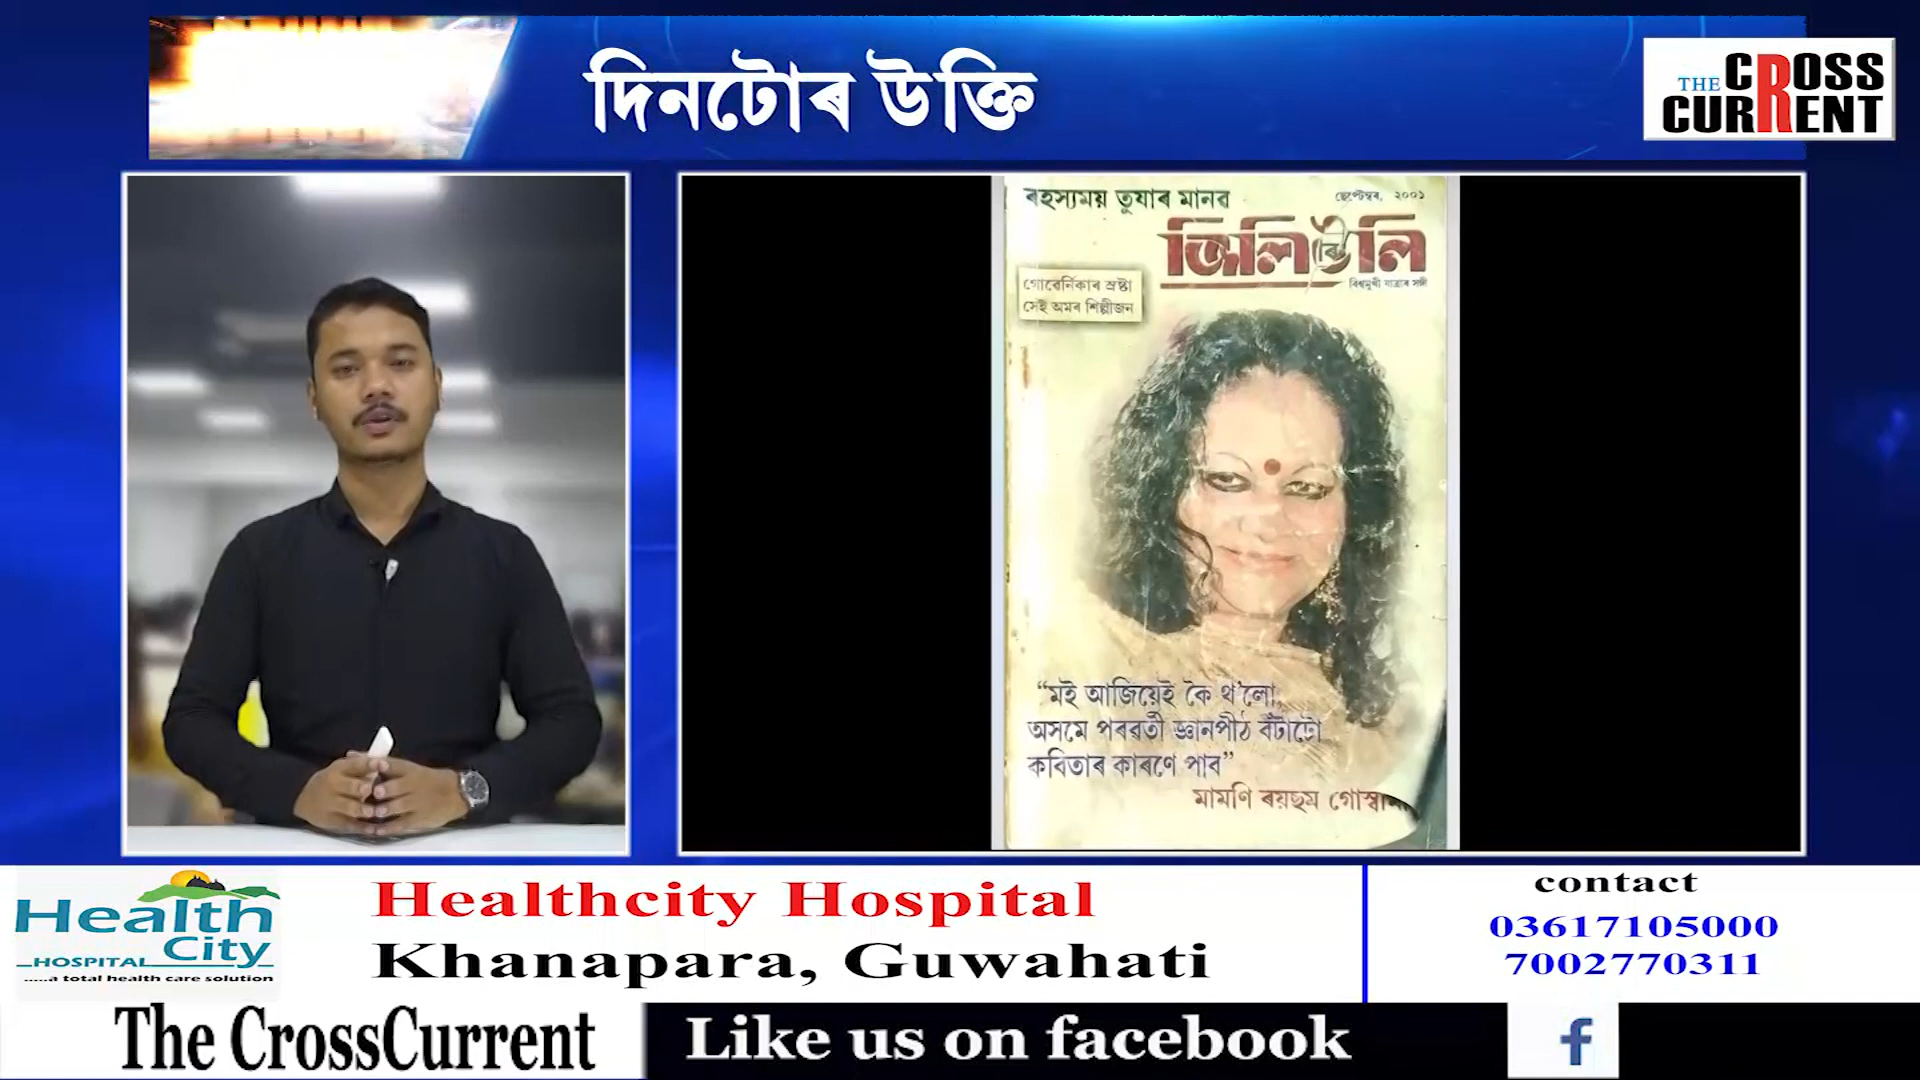 দিনটোৰ উক্তি
THE CROSS
CURRENT
ৰহস্যময় তুষাৰ মানৱ
ছেপ্টেম্বৰ, ২০০১
জিলিৰিঙলি
বিশ্বমুখী যাত্ৰাৰ সঙ্গী
গোৱেৰ্নিকাৰ স্ৰষ্টা
সেই অমৰ শিল্পীজন
“মই আজিয়েই কৈ থ'লো,
অসমে পৰৱৰ্তী জ্ঞানপীঠ বঁটাটো
কবিতাৰ কাৰণে পাব”
মামণি ৰয়ছম গোস্বামী
Health
City
HOSPITAL
.....a total health care solution
Healthcity Hospital
Khanapara, Guwahati
contact
03617105000
7002770311
The CrossCurrent
Like us on facebook
f